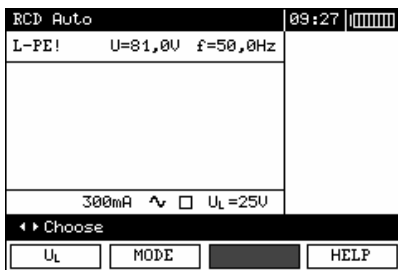 RCD Auto 09:27
L-PE! U=81,0V f=50,0Hz
300mA UL=25V
Choose
UL MODE HELP